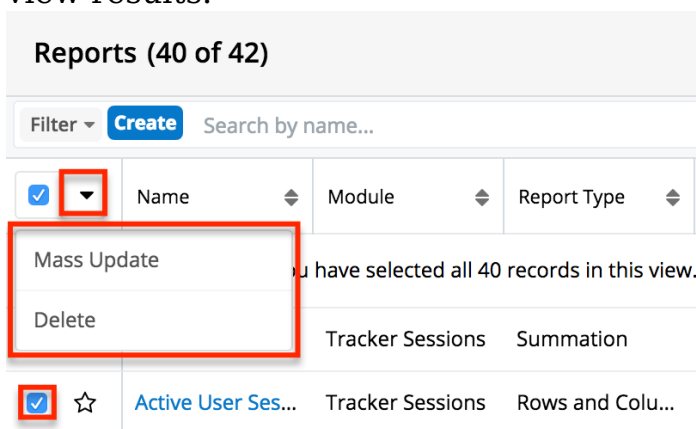 Reports (40 of 42)
Filter Create Search by name...
Name Module Report Type
Mass Update
have selected all 40 records in this view.
Delete
Tracker Sessions Summation
Active User Ses... Tracker Sessions Rows and Colu...